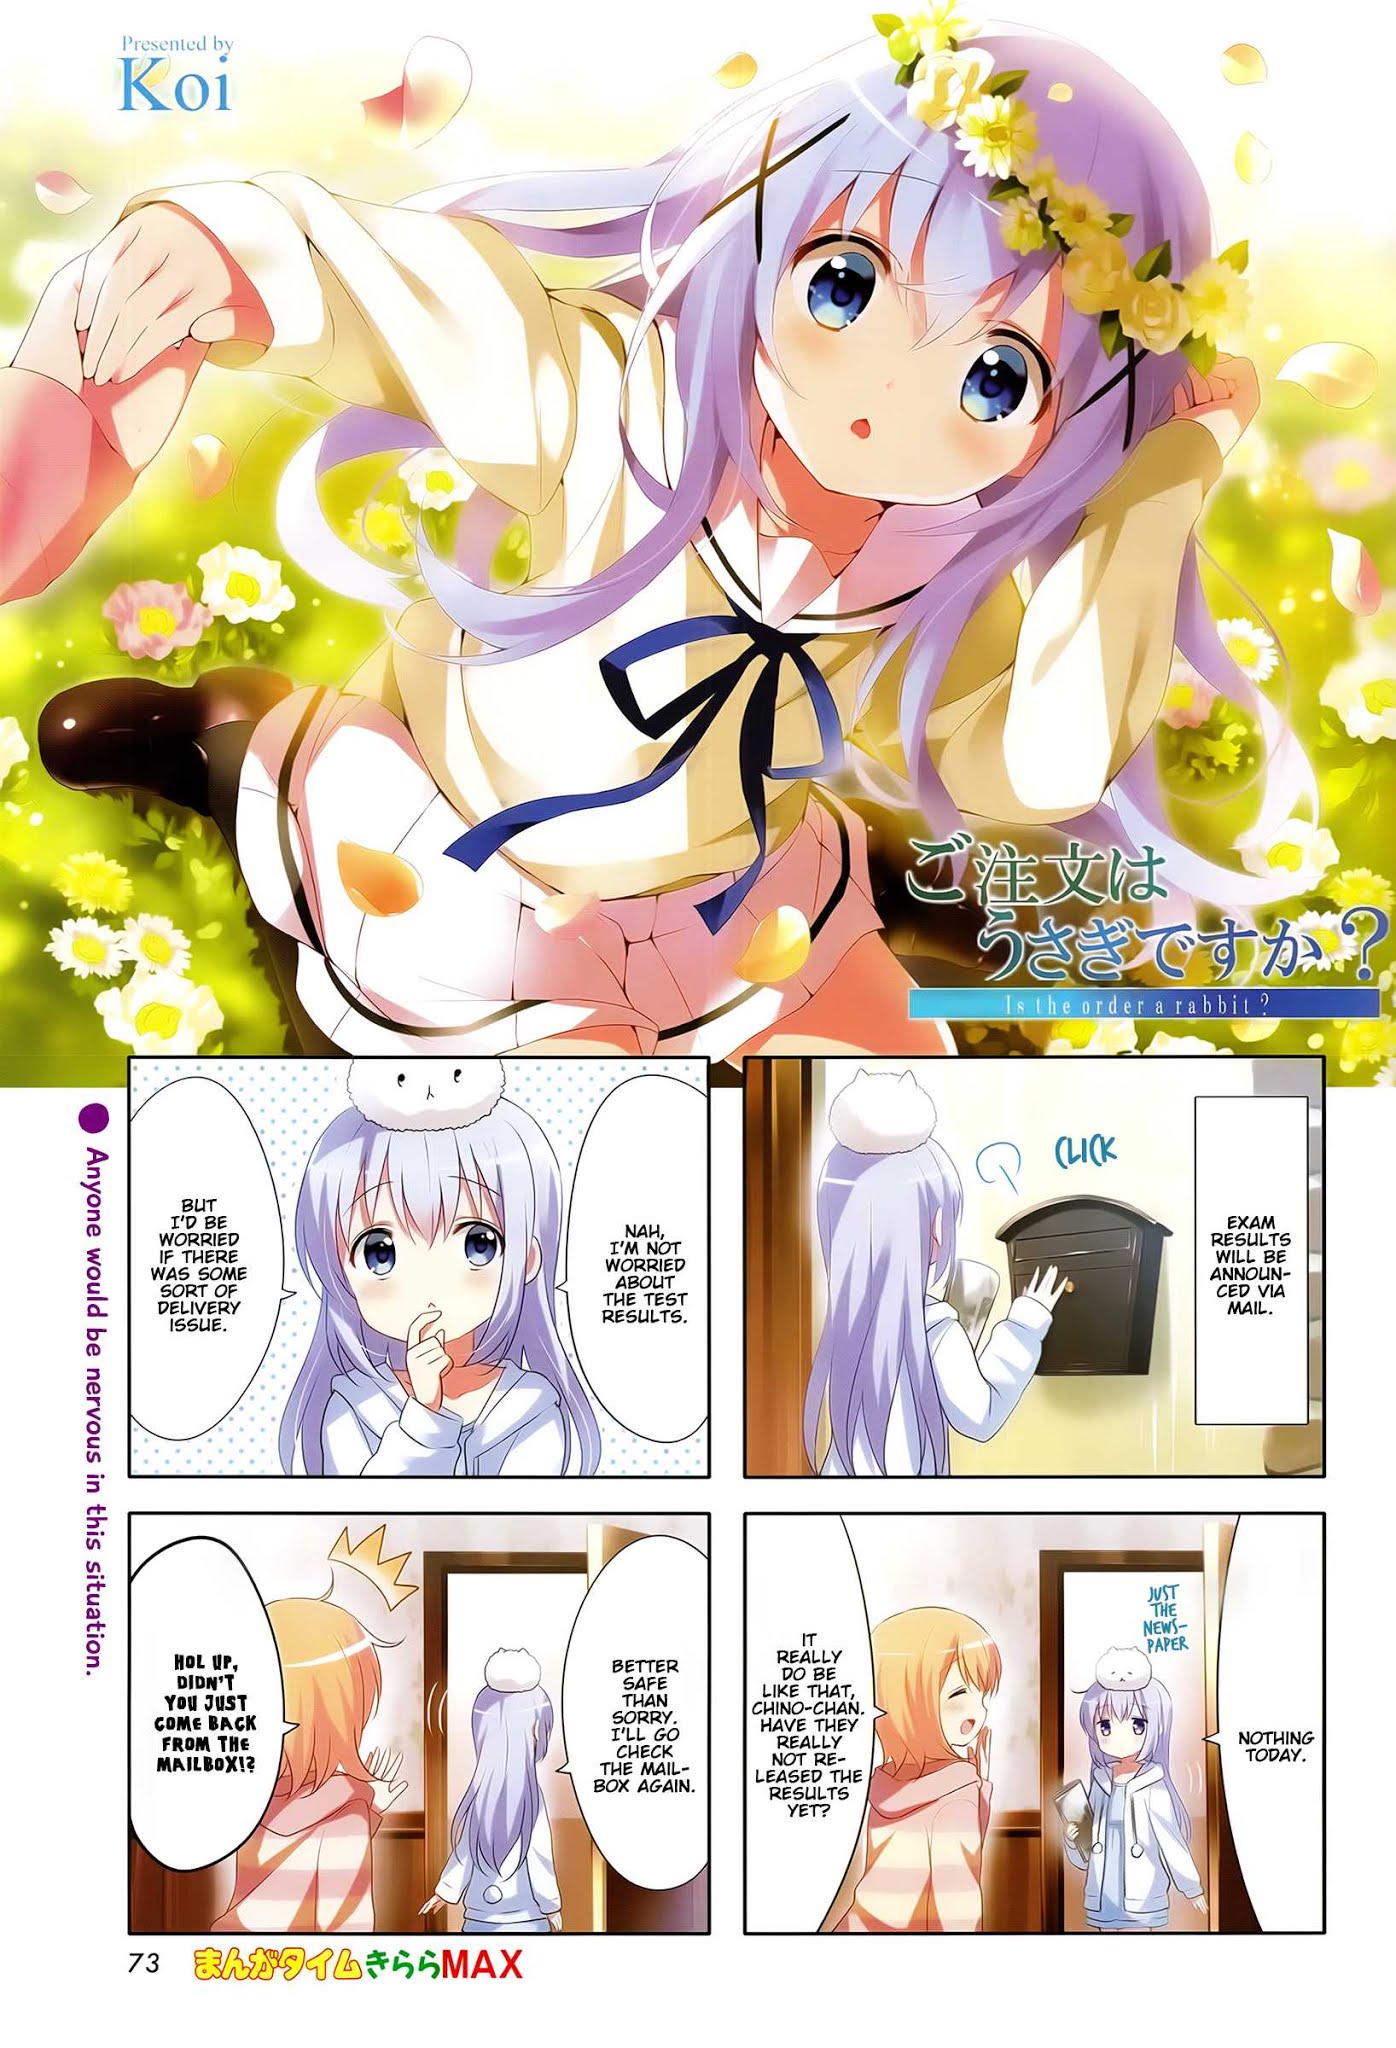 Presented by
Koi
ご注文は
うさぎですか?
Is the order a rabbit?
EXAM
RESULTS
WILL BE
ANNOUN-
CED VIA
MAIL.
CLICK
NOTHING
TODAY.
JUST
THE
NEWS-
PAPER
IT
REALLY
DO BE
LIKE THAT,
CHINO-CHAN.
HAVE THEY
REALLY
NOT RE-
LEASED THE
RESULTS
YET?
NAH,
I'M NOT
WORRIED
ABOUT
THE TEST
RESULTS.
BUT
I'D BE
WORRIED
IF THERE
WAS SOME
SORT OF
DELIVERY
ISSUE.
BETTER
SAFE
THAN
SORRY.
I'LL GO
CHECK
THE MAIL-
BOX AGAIN.
HOL UP,
DIDN'T
YOU JUST
COME BACK
FROM THE
MAILBOX!?
● Anyone would be nervous in this situation.
73
まんがタイムきららMAX